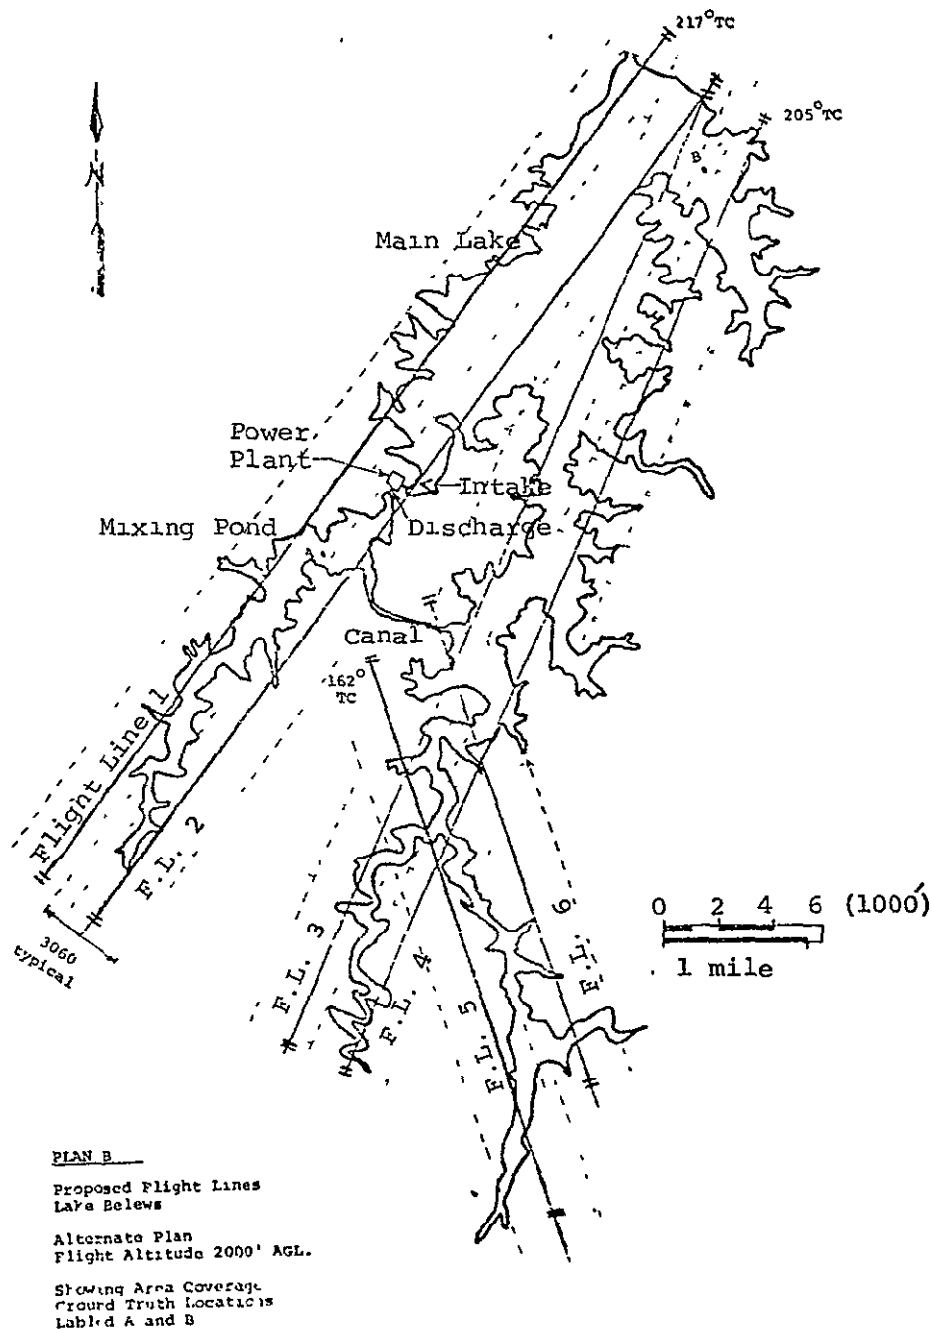 217°TC
205°TC
N
B
Main Lake
Power
Plant
Intake
Mixing Pond
Discharge
A
Canal
162°
TC
Flight Line 1
F.L. 2
F.L. 3
F.L. 4
F.L. 5
F.L. 6
3060
typical
0 2 4 6 (1000')
1 mile
PLAN B
Proposed Flight Lines
Lake Belews
Alternate Plan
Flight Altitude 2000' AGL.
Showing Area Coverage
Ground Truth Locations
Labled A and B